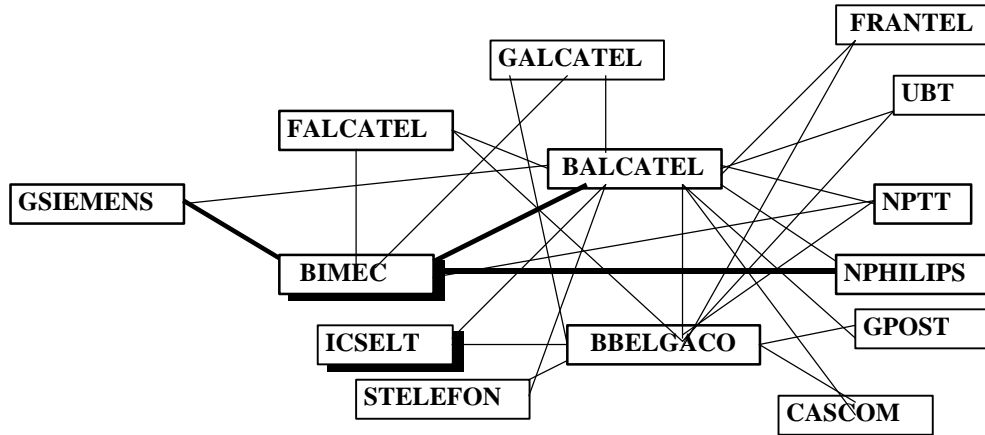 FRANTEL
GALCATEL
UBT
FALCATEL
BALCATEL
GSIEMENS
NPTT
BIMEC
NPHILIPS
GPOST
ICSELT
BBELGACO
STELEFON
CASCOM